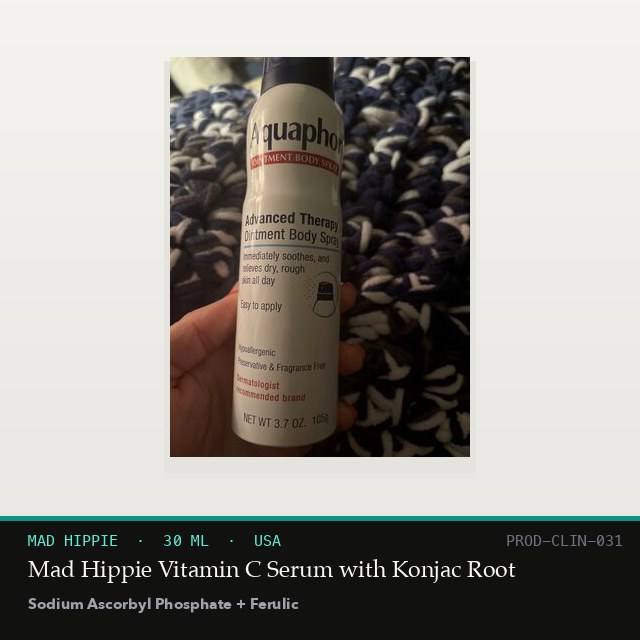 Aquaphor
OINTMENT BODY SPRAY
Advanced Therapy
Ointment Body Spray
Immediately soothes, and
relieves dry, rough
skin all day
Easy to apply
Hypoallergenic
Preservative & Fragrance Free
Dermatologist
recommended brand
NET WT 3.7 OZ. 105g
MAD HIPPIE · 30 ML · USA
PROD–CLIN–031
Mad Hippie Vitamin C Serum with Konjac Root
Sodium Ascorbyl Phosphate + Ferulic